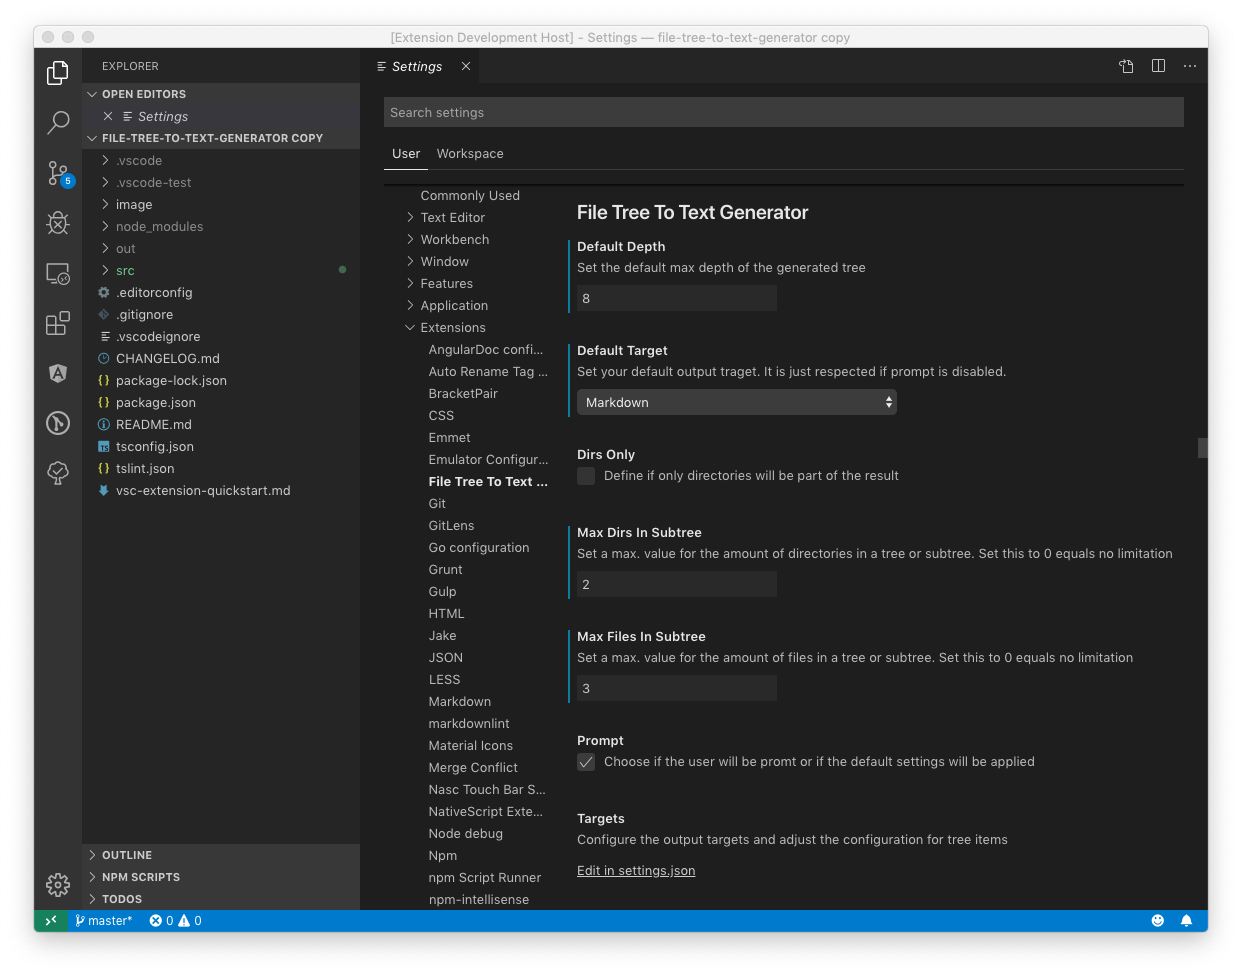 [Extension Development Host] - Settings — file-tree-to-text-generator copy
EXPLORER
OPEN EDITORS
Settings
FILE-TREE-TO-TEXT-GENERATOR COPY
.vscode
.vscode-test
image
node_modules
out
src
.editorconfig
.gitignore
.vscodeignore
CHANGELOG.md
package-lock.json
package.json
README.md
tsconfig.json
tslint.json
vsc-extension-quickstart.md
OUTLINE
NPM SCRIPTS
TODOS
5
Settings
Search settings
User Workspace
Commonly Used
Text Editor
Workbench
Window
Features
Application
Extensions
AngularDoc confi...
Auto Rename Tag ...
BracketPair
CSS
Emmet
Emulator Configur...
File Tree To Text ...
Git
GitLens
Go configuration
Grunt
Gulp
HTML
Jake
JSON
LESS
Markdown
markdownlint
Material Icons
Merge Conflict
Nasc Touch Bar S...
NativeScript Exte...
Node debug
Npm
npm Script Runner
npm-intellisense
File Tree To Text Generator
Default Depth
Set the default max depth of the generated tree
8
Default Target
Set your default output traget. It is just respected if prompt is disabled.
Markdown
Dirs Only
Define if only directories will be part of the result
Max Dirs In Subtree
Set a max. value for the amount of directories in a tree or subtree. Set this to 0 equals no limitation
2
Max Files In Subtree
Set a max. value for the amount of files in a tree or subtree. Set this to 0 equals no limitation
3
Prompt
Choose if the user will be promt or if the default settings will be applied
Targets
Configure the output targets and adjust the configuration for tree items
Edit in settings.json
master* 0 0